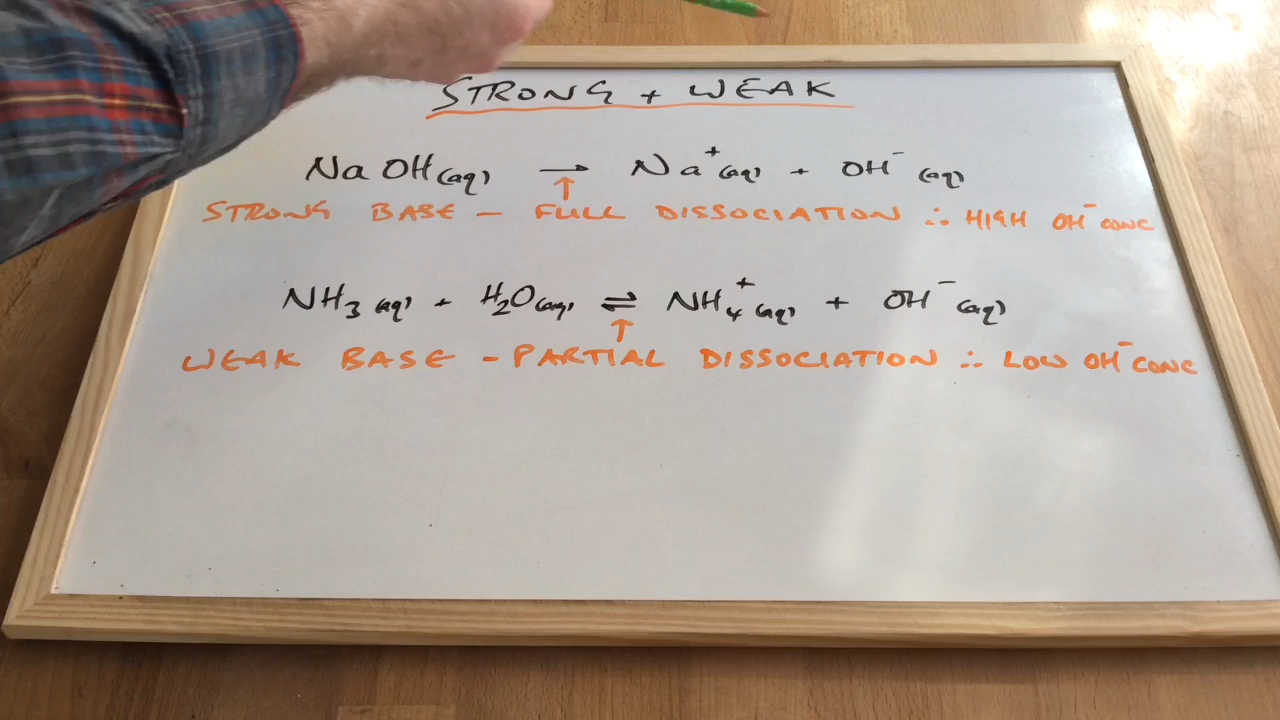 STRONG + WEAK
NaOH(aq) → Na⁺(aq) + OH⁻(aq)
STRONG BASE - FULL DISSOCIATION ∴ HIGH OH⁻ CONC
NH₃(aq) + H₂O(aq) ⇌ NH₄⁺(aq) + OH⁻(aq)
WEAK BASE - PARTIAL DISSOCIATION ∴ LOW OH⁻ CONC